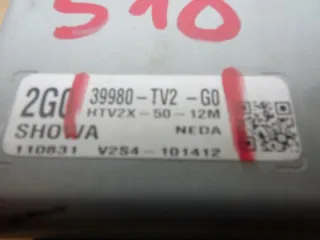 510
2G0 39980-TV2 -G0
HTV2X-50-12M
SHOWA NEDA
110831 V2S4-101412